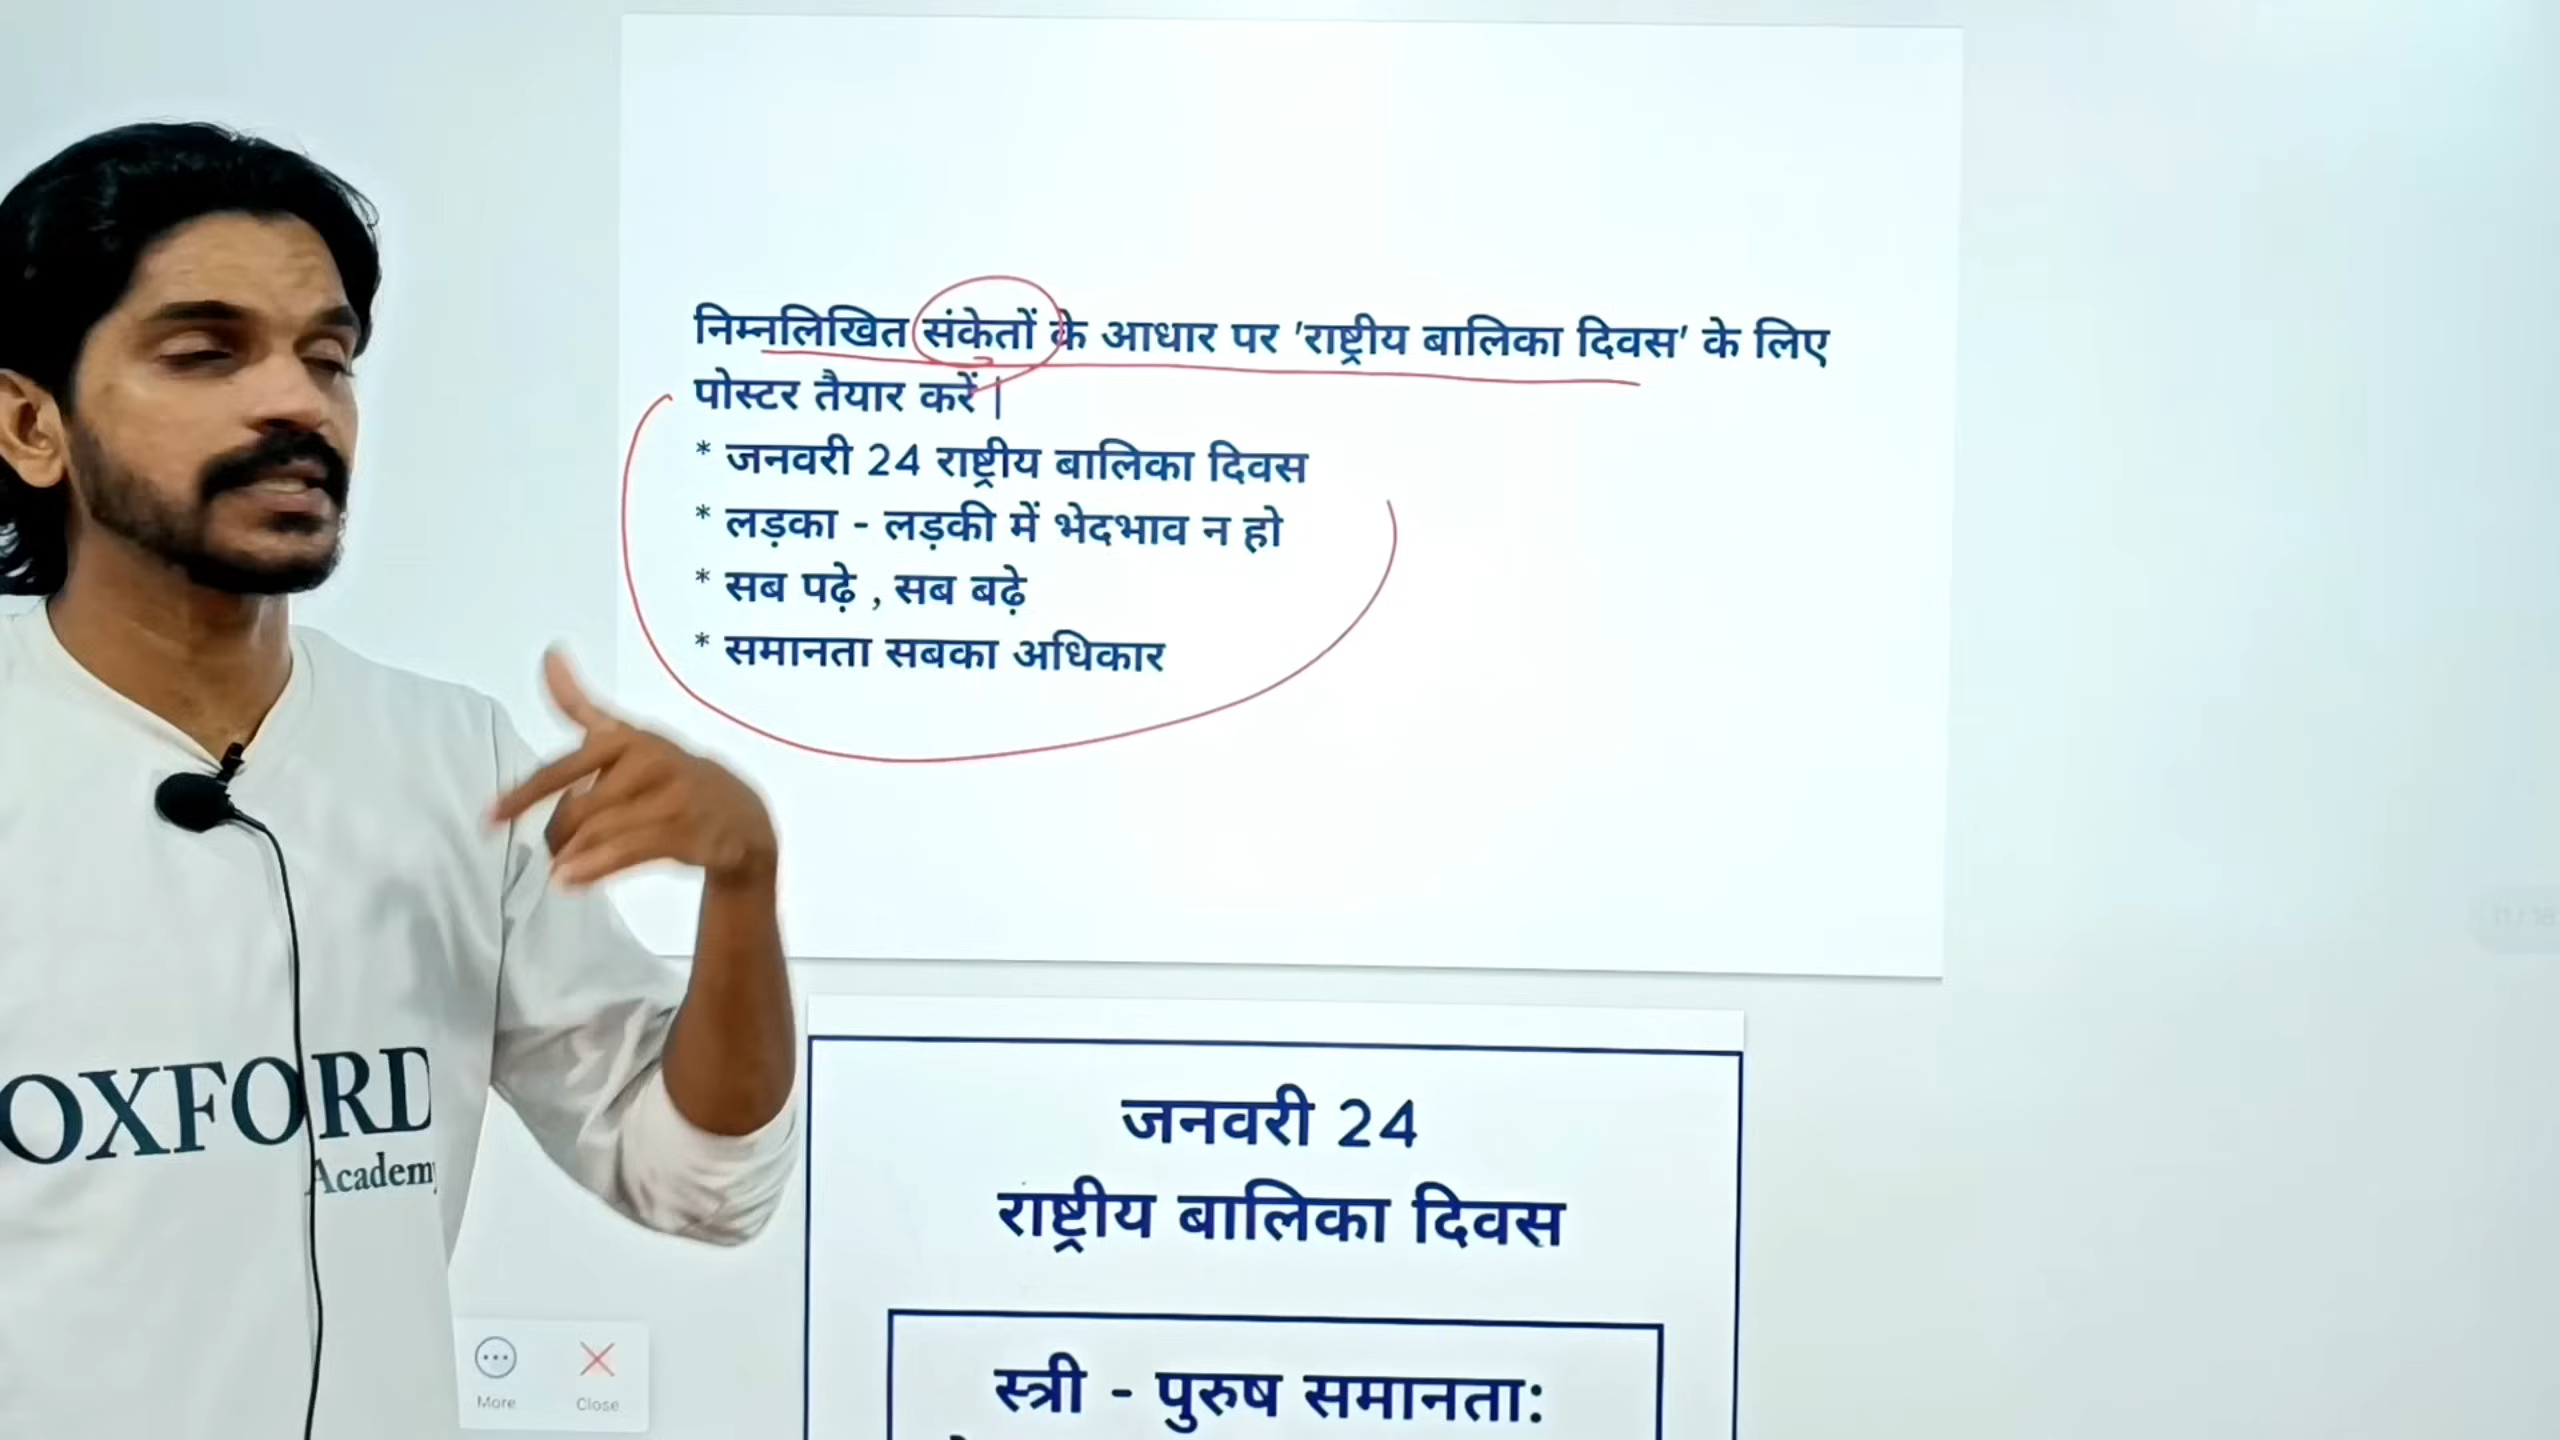 निम्नलिखित संकेतों के आधार पर 'राष्ट्रीय बालिका दिवस' के लिए
पोस्टर तैयार करें |
* जनवरी 24 राष्ट्रीय बालिका दिवस
* लड़का - लड़की में भेदभाव न हो
* सब पढ़े , सब बढ़े
* समानता सबका अधिकार
जनवरी 24
राष्ट्रीय बालिका दिवस
स्त्री - पुरुष समानता:
OXFORD
Academy
More
Close